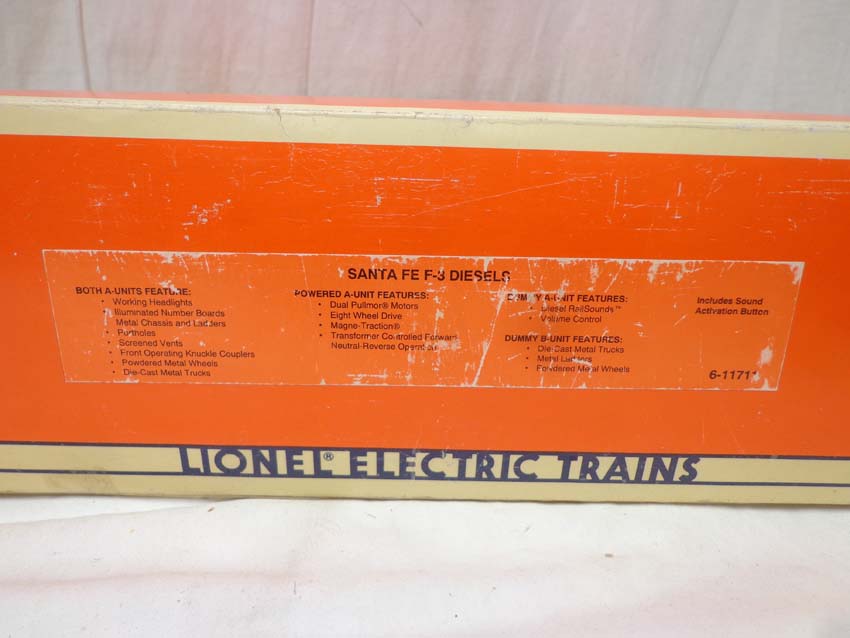 SANTA FE F-3 DIESELS
BOTH A-UNITS FEATURE:
• Working Headlights
• Illuminated Number Boards
Metal Chassis and Ladders
• Portholes
• Screened Vents
• Front Operating Knuckle Couplers
• Powdered Metal Wheels
• Die-Cast Metal Trucks
POWERED A-UNIT FEATURES:
• Dual Pullmor® Motors
• Eight Wheel Drive
• Magne-Traction®
• Transformer Controlled Forward-
Neutral-Reverse Operation
DUMMY A-UNIT FEATURES:
• Diesel RailSounds™
• Volume Control
DUMMY B-UNIT FEATURES:
• Die-Cast Metal Trucks
• Metal Ladders
• Powdered Metal Wheels
Includes Sound
Activation Button
6-11711
LIONEL® ELECTRIC TRAINS